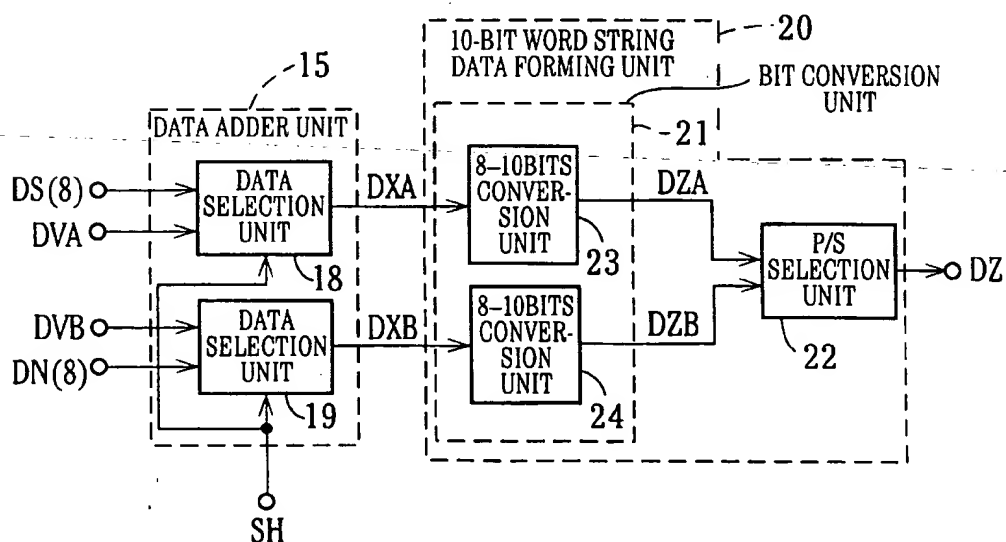 10-BIT WORD STRING
DATA FORMING UNIT
20
15
BIT CONVERSION
UNIT
DATA ADDER UNIT
21
DS(8)
DVA
DATA
SELECTION
UNIT
18
DXA
8-10BITS
CONVER-
SION
UNIT
23
DZA
P/S
SELECTION
UNIT
22
DZ
DVB
DN(8)
DATA
SELECTION
UNIT
19
DXB
8-10BITS
CONVER-
SION
UNIT
24
DZB
SH